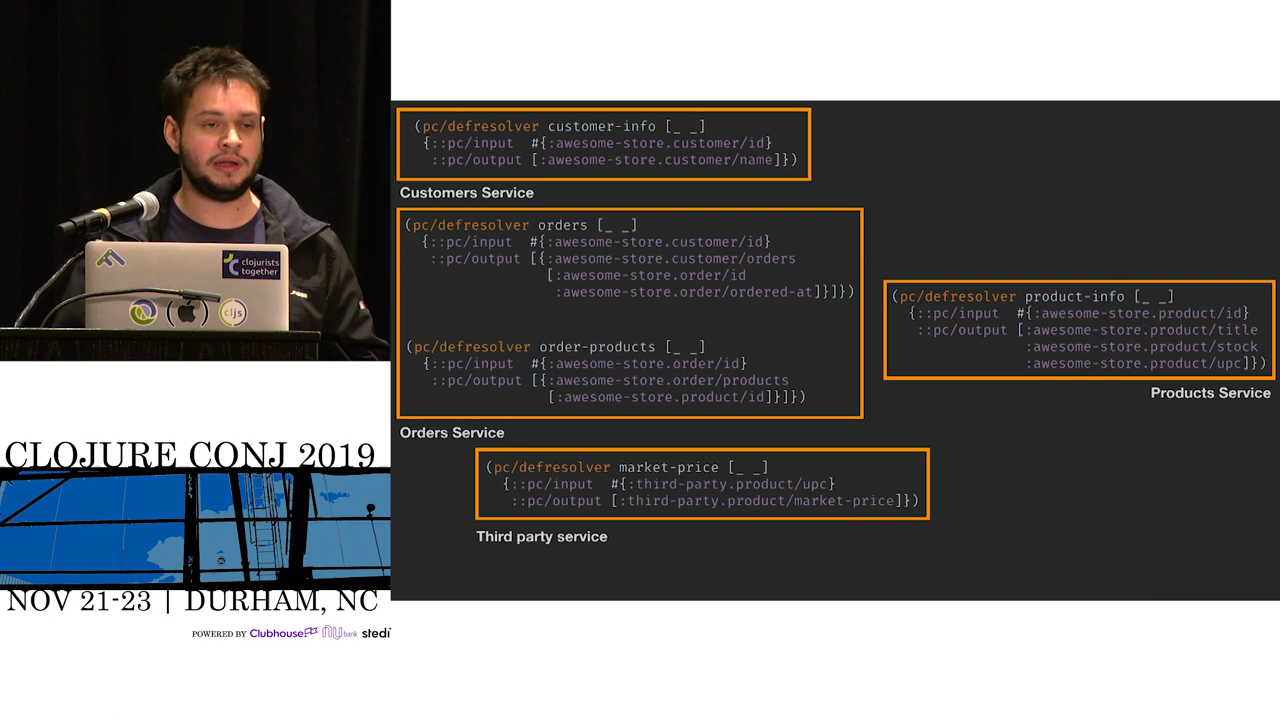 clojurists
together
cljs
CLOJURE CONJ 2019
NOV 21-23 | DURHAM, NC
POWERED BY Clubhouse nu bank stedi
(pc/defresolver customer-info [_ _]
{::pc/input #{:awesome-store.customer/id}
::pc/output [:awesome-store.customer/name]})
Customers Service
(pc/defresolver orders [_ _]
{::pc/input #{:awesome-store.customer/id}
::pc/output [{:awesome-store.customer/orders
[:awesome-store.order/id
:awesome-store.order/ordered-at]}]})
(pc/defresolver order-products [_ _]
{::pc/input #{:awesome-store.order/id}
::pc/output [{:awesome-store.order/products
[:awesome-store.product/id]}]})
Orders Service
(pc/defresolver product-info [_ _]
{::pc/input #{:awesome-store.product/id}
::pc/output [:awesome-store.product/title
:awesome-store.product/stock
:awesome-store.product/upc]})
Products Service
(pc/defresolver market-price [_ _]
{::pc/input #{:third-party.product/upc}
::pc/output [:third-party.product/market-price]})
Third party service